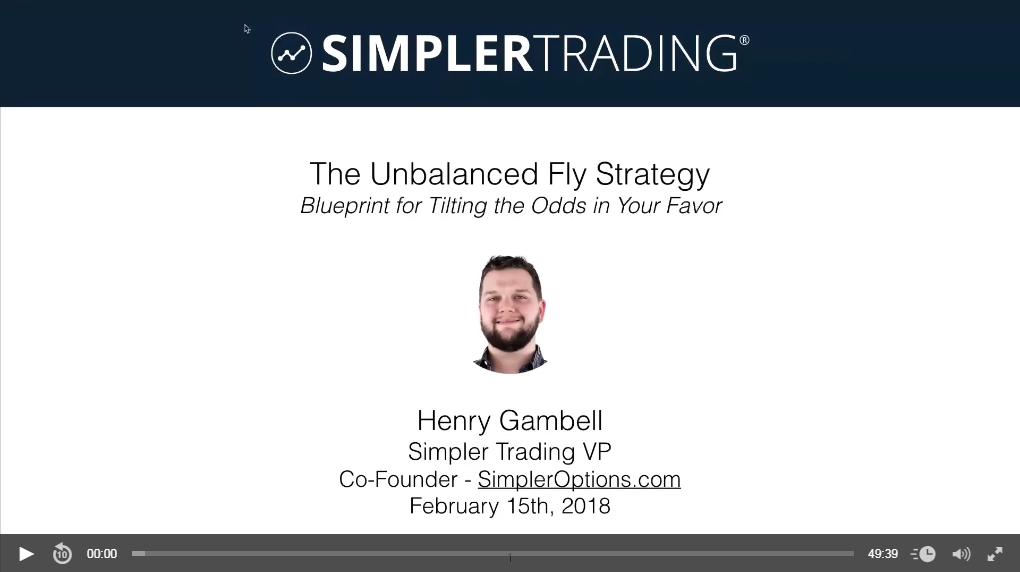 SIMPLERTRADING®
The Unbalanced Fly Strategy
Blueprint for Tilting the Odds in Your Favor
Henry Gambell
Simpler Trading VP
Co-Founder - SimplerOptions.com
February 15th, 2018
10 00:00 49:39